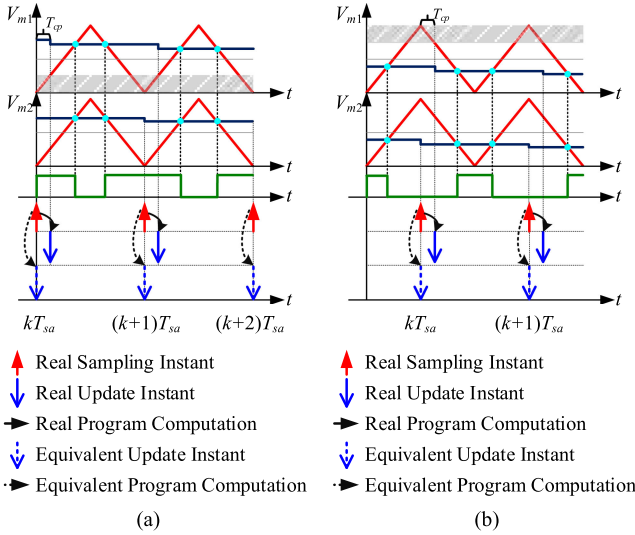 Vm1
Tcp
t
Vm2
t
t
t
kTsa
(k+1)Tsa
(k+2)Tsa
Real Sampling Instant
Real Update Instant
Real Program Computation
Equivalent Update Instant
Equivalent Program Computation
(a)
Vm1
Tcp
t
Vm2
t
t
t
kTsa
(k+1)Tsa
Real Sampling Instant
Real Update Instant
Real Program Computation
Equivalent Update Instant
Equivalent Program Computation
(b)